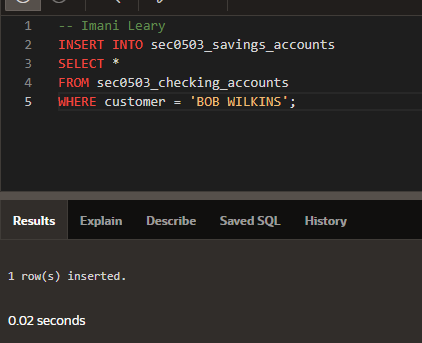 1 -- Imani Leary
2 INSERT INTO sec0503_savings_accounts
3 SELECT *
4 FROM sec0503_checking_accounts
5 WHERE customer = 'BOB WILKINS';
Results Explain Describe Saved SQL History
1 row(s) inserted.
0.02 seconds